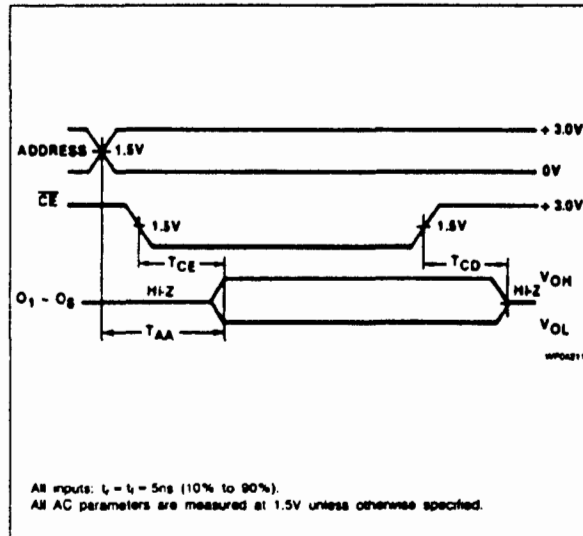 + 3.0V
ADDRESS
1.5V
0V
CE
+ 3.0V
1.5V
1.5V
TCE
TCD
HI-Z
HI-Z
VOH
O1 - O8
TAA
VOL
All inputs: tr = tf = 5ns (10% to 90%).
All AC parameters are measured at 1.5V unless otherwise specified.